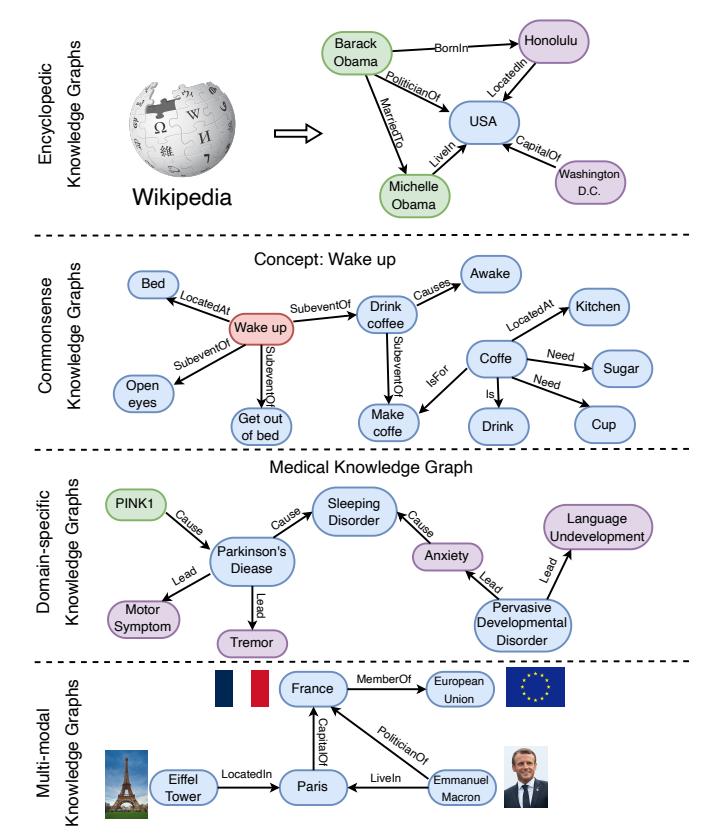 Encyclopedic
Knowledge Graphs
Ω
W
維
И
7
Wikipedia
Barack
Obama
BornIn
Honolulu
PoliticianOf
LocatedIn
MarriedTo
USA
LiveIn
CapitalOf
Michelle
Obama
Washington
D.C.
Commonsense
Knowledge Graphs
Concept: Wake up
Bed
LocatedAt
Wake up
SubeventOf
Drink
coffee
Causes
Awake
SubeventOf
Open
eyes
SubeventOf
Get out
of bed
SubeventOf
Make
coffe
IsFor
Coffe
LocatedAt
Kitchen
Need
Sugar
Need
Cup
Is
Drink
Domain-specific
Knowledge Graphs
Medical Knowledge Graph
PINK1
Cause
Parkinson's
Diease
Cause
Sleeping
Disorder
Cause
Anxiety
Language
Undevelopment
Lead
Motor
Symptom
Lead
Tremor
Lead
Lead
Pervasive
Developmental
Disorder
Multi-modal
Knowledge Graphs
France
MemberOf
European
Union
CapitalOf
PoliticianOf
Eiffel
Tower
LocatedIn
Paris
LiveIn
Emmanuel
Macron